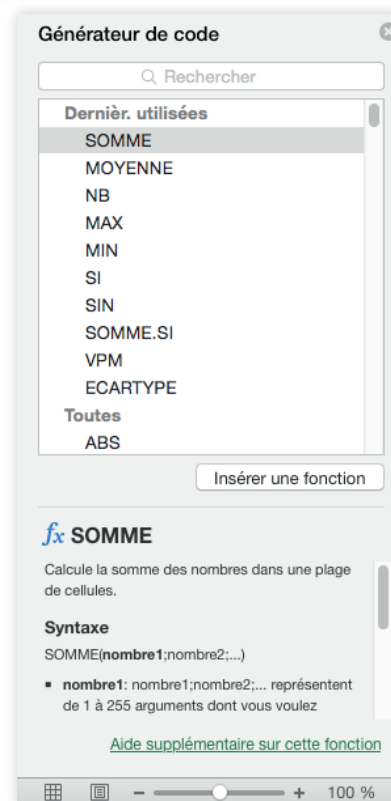 Générateur de code
Rechercher
Dernièr. utilisées
SOMME
MOYENNE
NB
MAX
MIN
SI
SIN
SOMME.SI
VPM
ECARTYPE
Toutes
ABS
Insérer une fonction
fx SOMME
Calcule la somme des nombres dans une plage
de cellules.
Syntaxe
SOMME(nombre1;nombre2;...)
▪ nombre1: nombre1;nombre2;... représentent
de 1 à 255 arguments dont vous voulez
Aide supplémentaire sur cette fonction
100 %